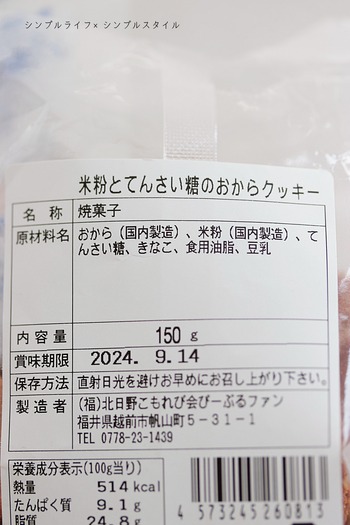 シンプルライフ× シンプルスタイル
米粉とてんさい糖のおからクッキー
名 称 焼菓子
原材料名 おから（国内製造）、米粉（国内製造）、て
んさい糖、きなこ、食用油脂、豆乳
内容量 150 g
賞味期限 2024. 9.14
保存方法 直射日光を避けお早めにお召し上がり下さい。
製造者 (福)北日野こもれび会びーぷるファン
福井県越前市帆山町５－３１－１
TEL 0778-23-1439
栄養成分表示(100g当り)
熱量 514 kcal
たんぱく質 9.1 g
脂質 24.8 g
4 573245 260813